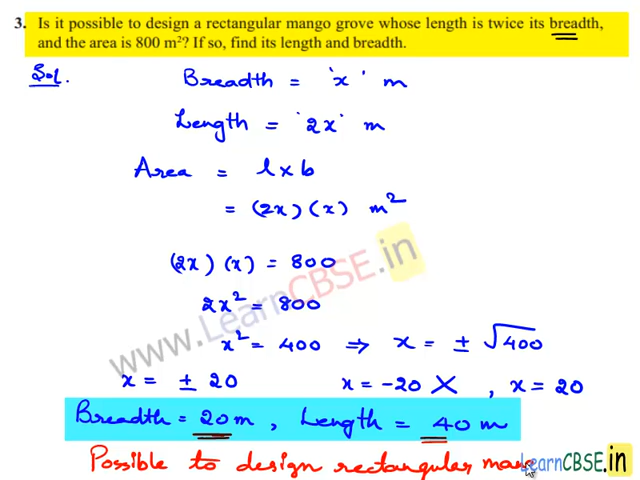 3. Is it possible to design a rectangular mango grove whose length is twice its breadth,
and the area is 800 m²? If so, find its length and breadth.
Sol.
Breadth = 'x' m
Length = '2x' m
Area = l × b
= (2x) (x) m²
(2x) (x) = 800
2x² = 800
x² = 400 ⇒ x = ± √400
x = ± 20 x = -20 ✗ , x = 20
Breadth = 20 m , Length = 40 m
Possible to design rectangular man
www.LearnCBSE.in
LearnCBSE.in